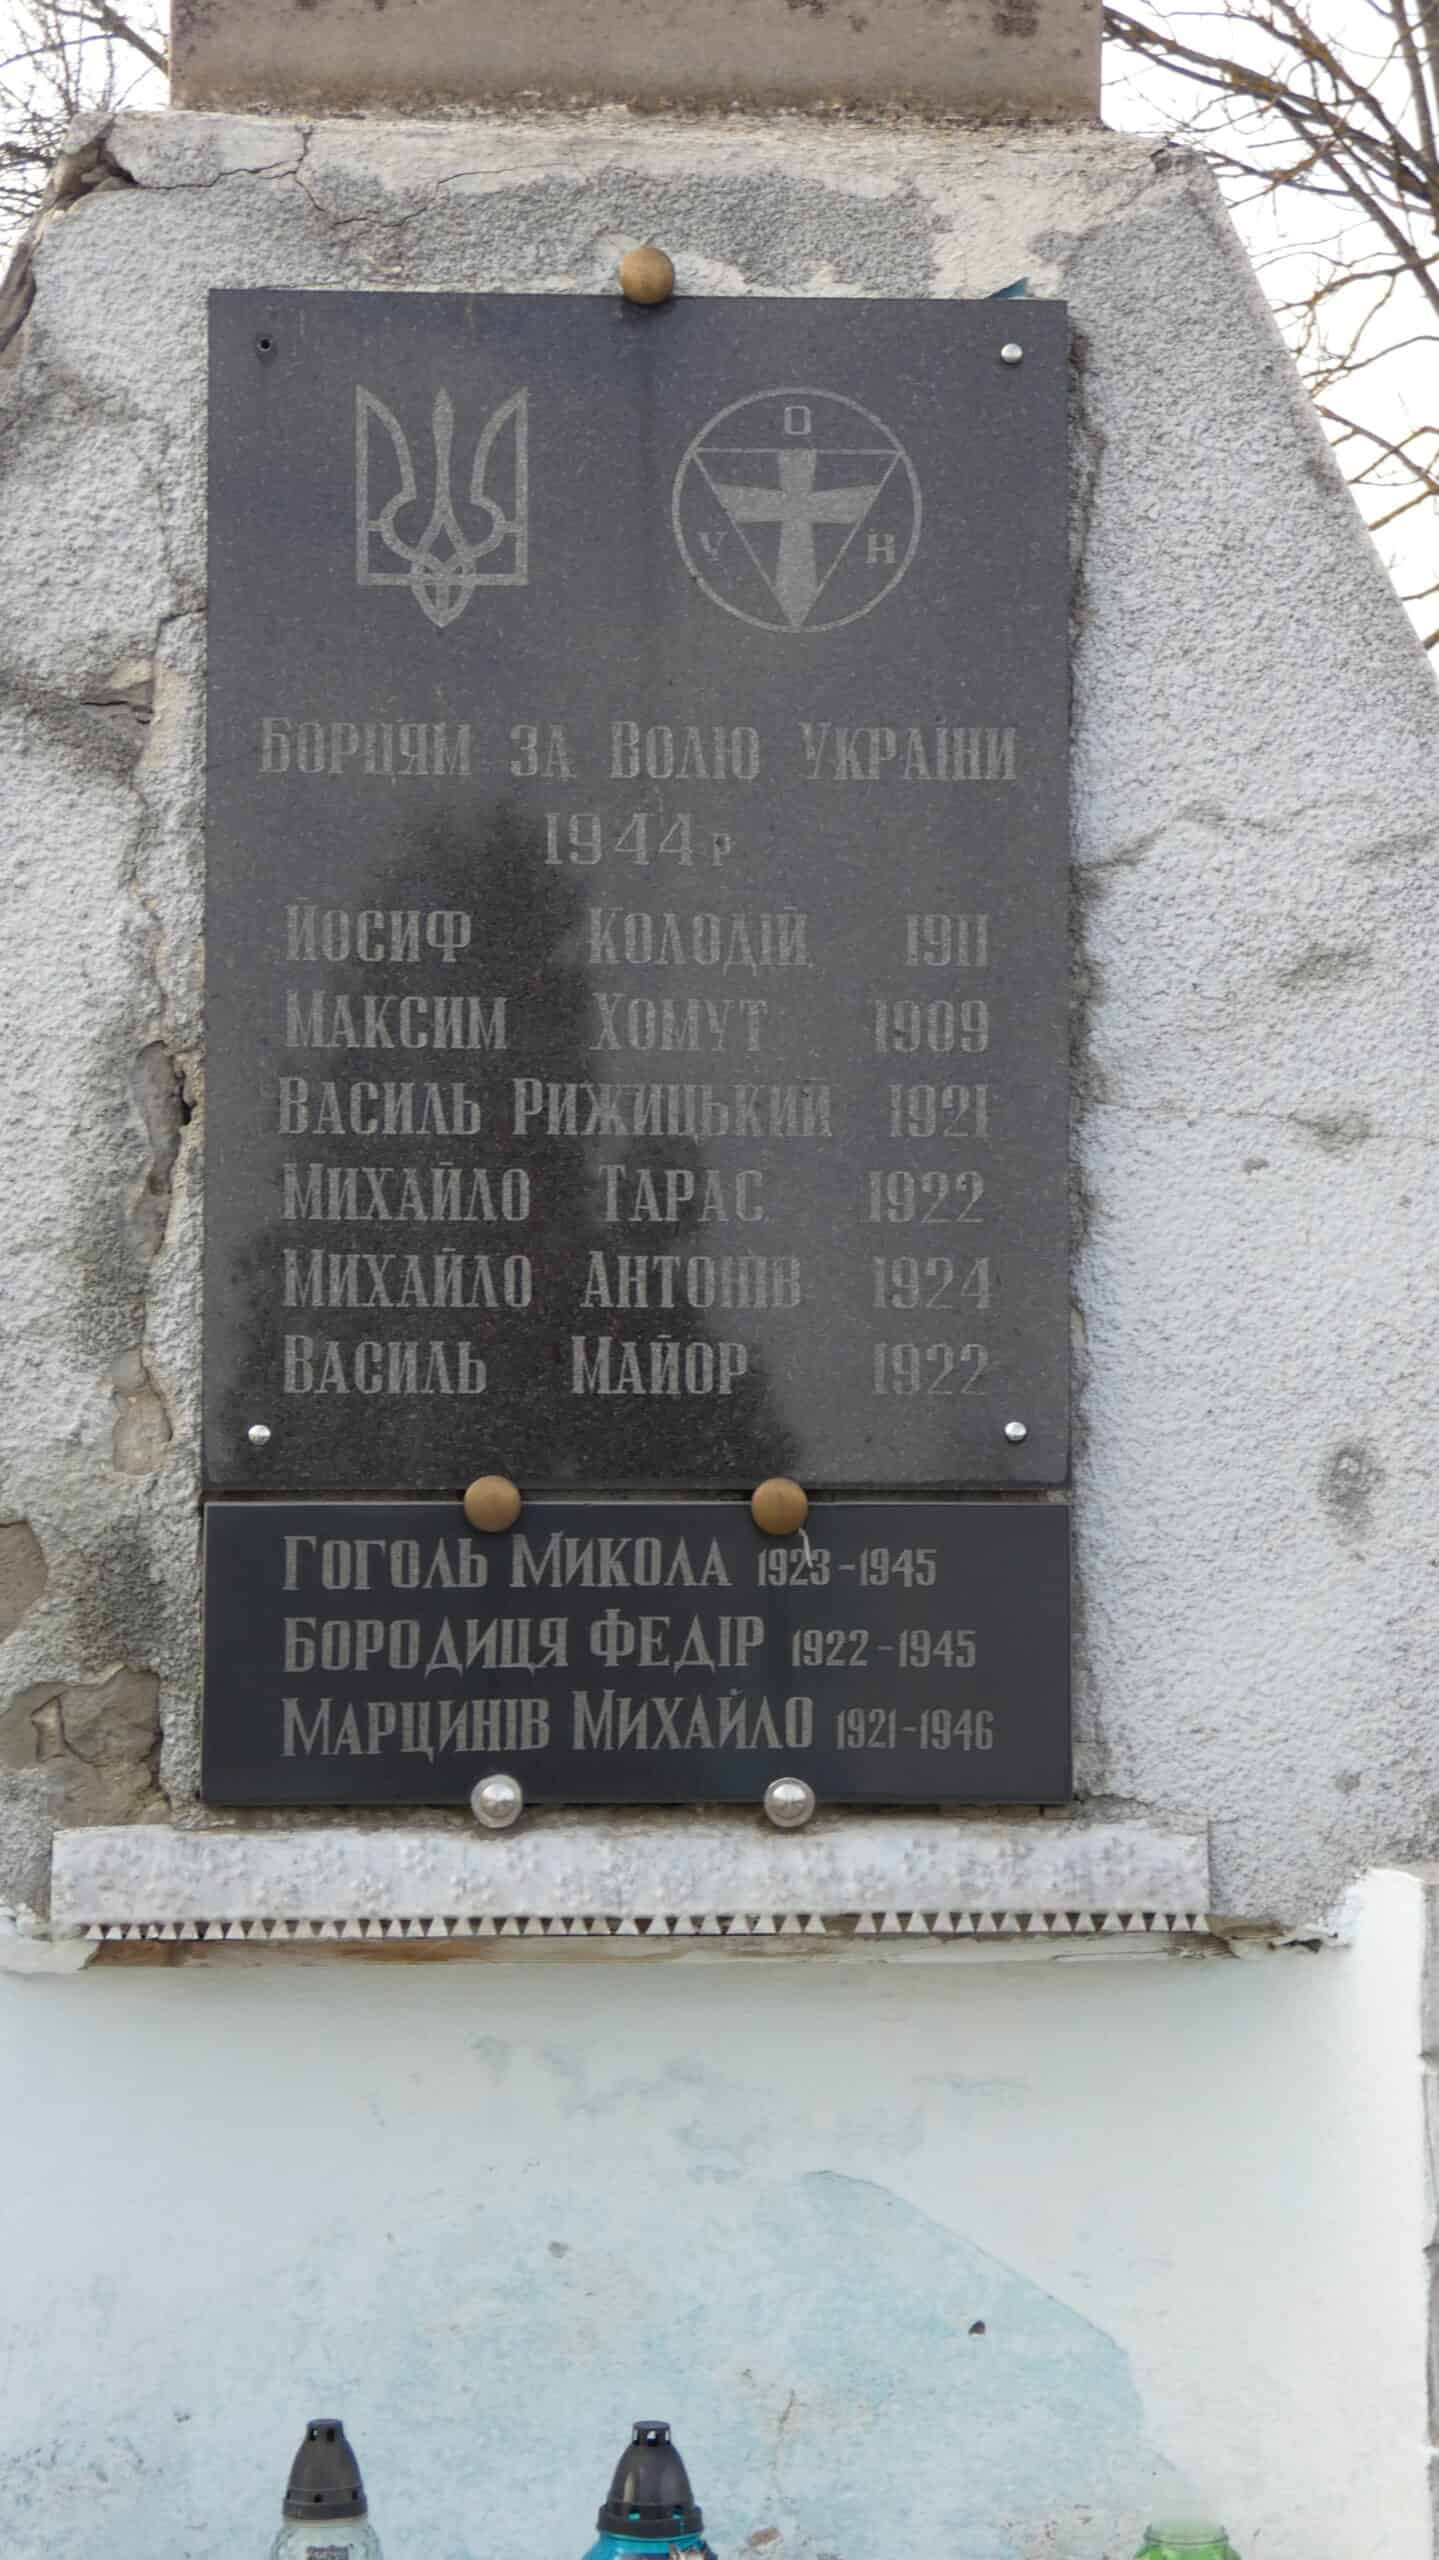 О
У Н
Борцям за Волю України
1944 р
Йосиф Колодій 1911
Максим Хомут 1909
Василь Рижицький 1921
Михайло Тарас 1922
Михайло Антонів 1924
Василь Майор 1922
Гоголь Микола 1923-1945
Бородиця Федір 1922-1945
Марцинів Михайло 1921-1946